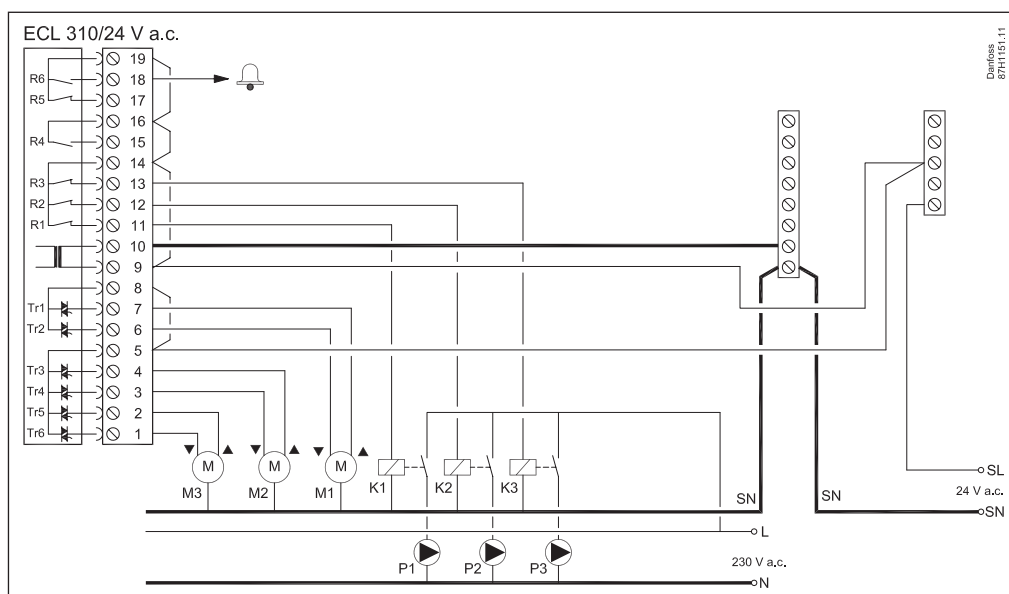 ECL 310/24 V a.c.
Danfoss
87H1151.11
19
R6 18
R5 17
16
R4 15
14
R3 13
R2 12
R1 11
10
9
8
Tr1 7
Tr2 6
5
Tr3 4
Tr4 3
Tr5 2
Tr6 1
M M M
M3 M2 M1 K1 K2 K3
SL
24 V a.c.
SN SN SN
L
P1 P2 P3
230 V a.c.
N